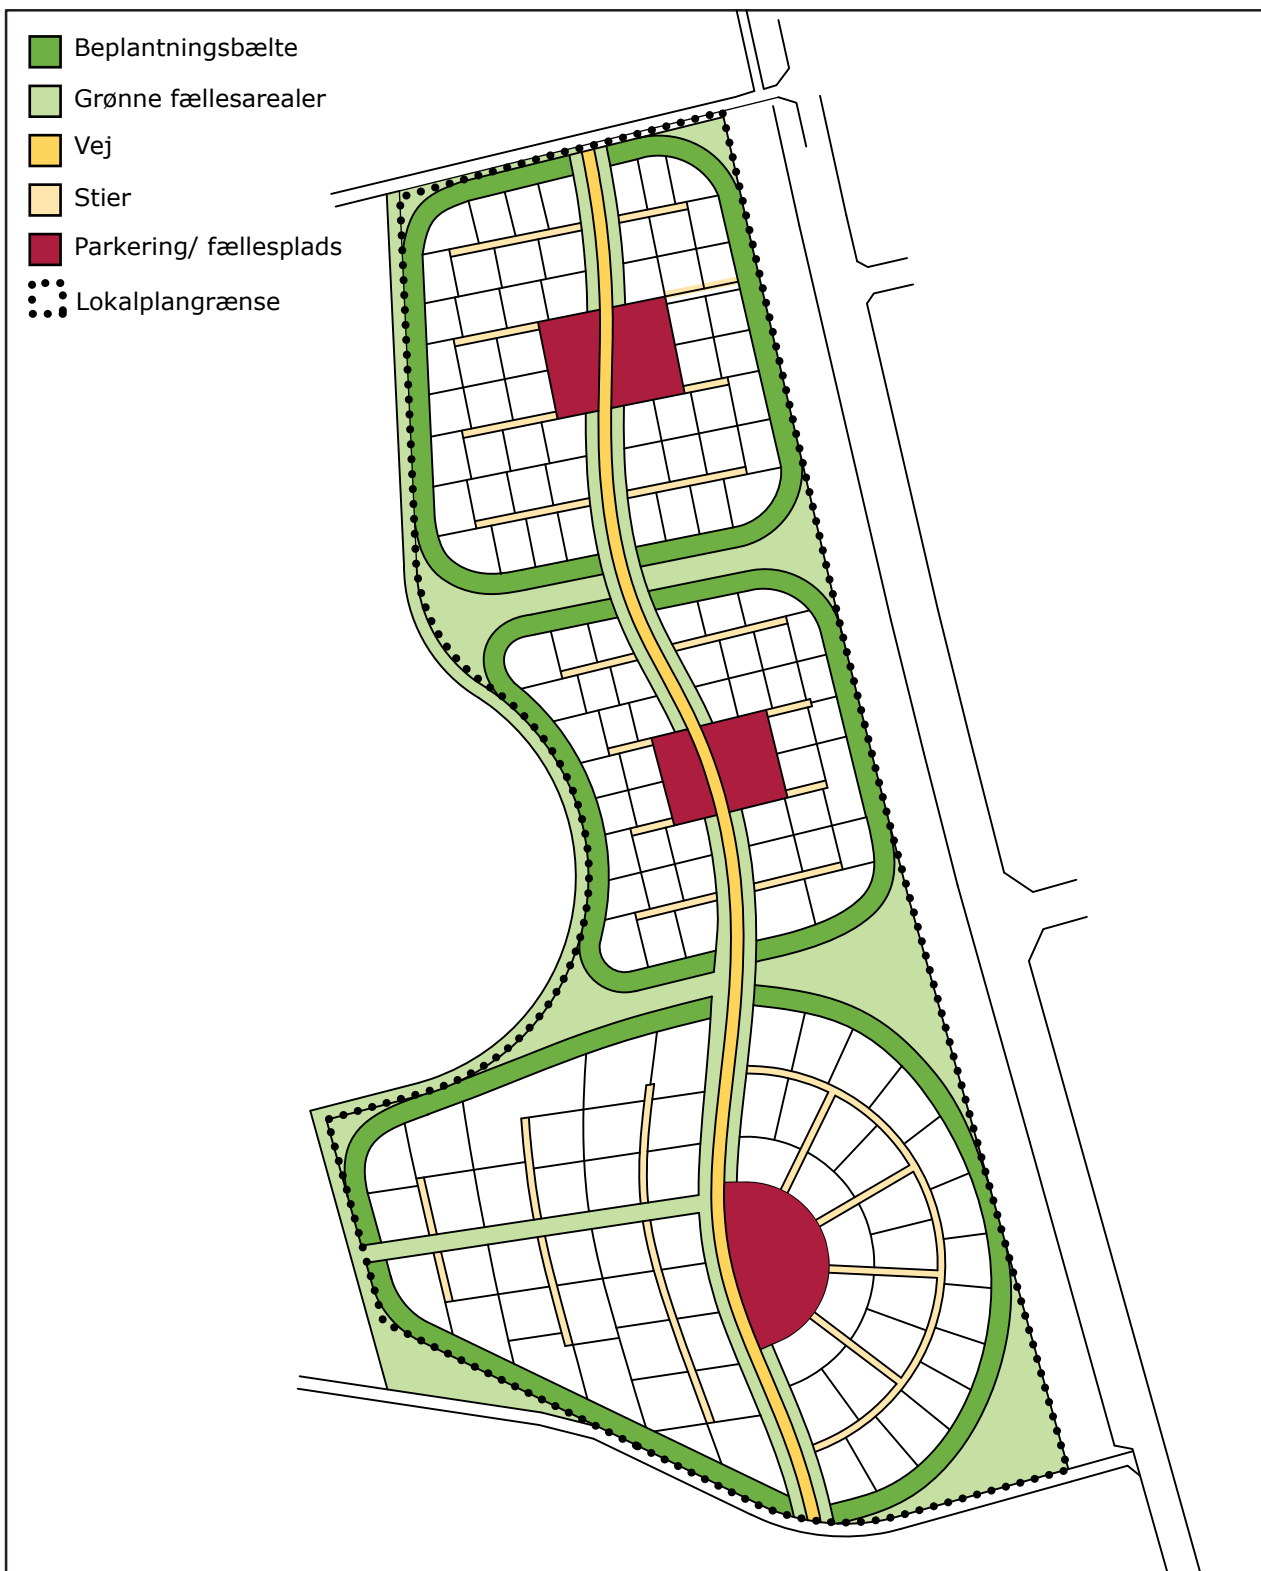 Beplantningsbælte
Grønne fællesarealer
Vej
Stier
Parkering/ fællesplads
Lokalplangrænse